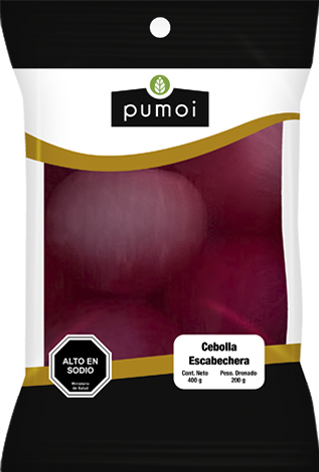 pumoi
Cebolla
Escabechera
Cont. Neto Peso. Drenado
400 g 200 g
ALTO EN
SODIO
Ministerio
de Salud